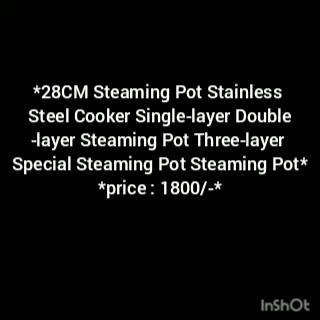 *28CM Steaming Pot Stainless
Steel Cooker Single-layer Double
-layer Steaming Pot Three-layer
Special Steaming Pot Steaming Pot*
*price : 1800/-*
InShOt